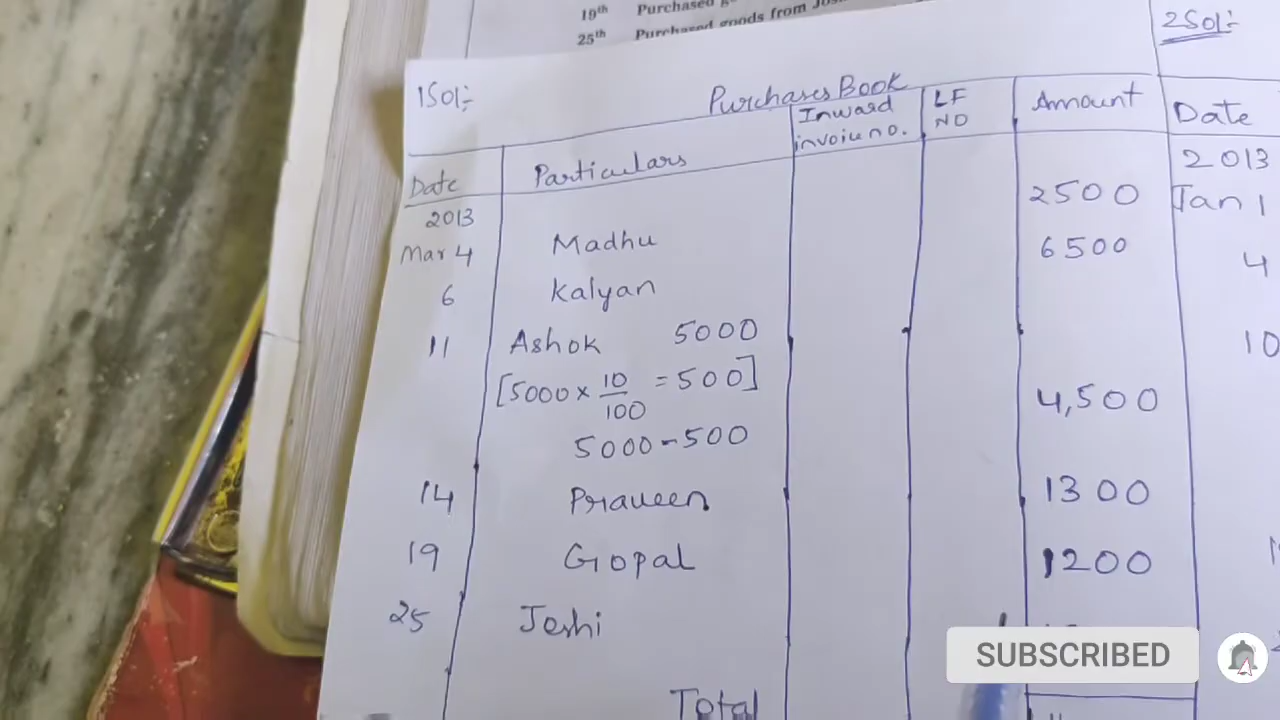 19th Purchased
25th Purchased goods from
1Sol:-
2Sol:-
Purchases Book
Date Particulars Inward invoice no. LF NO Amount
2013
Mar 4 Madhu 2500
6 Kalyan 6500
11 Ashok 5000
[5000 × 10/100 = 500]
5000-500 4,500
14 Praveen 1300
19 Gopal 1200
25 Joshi
Total
Date
2013
Jan 1
4
10
SUBSCRIBED